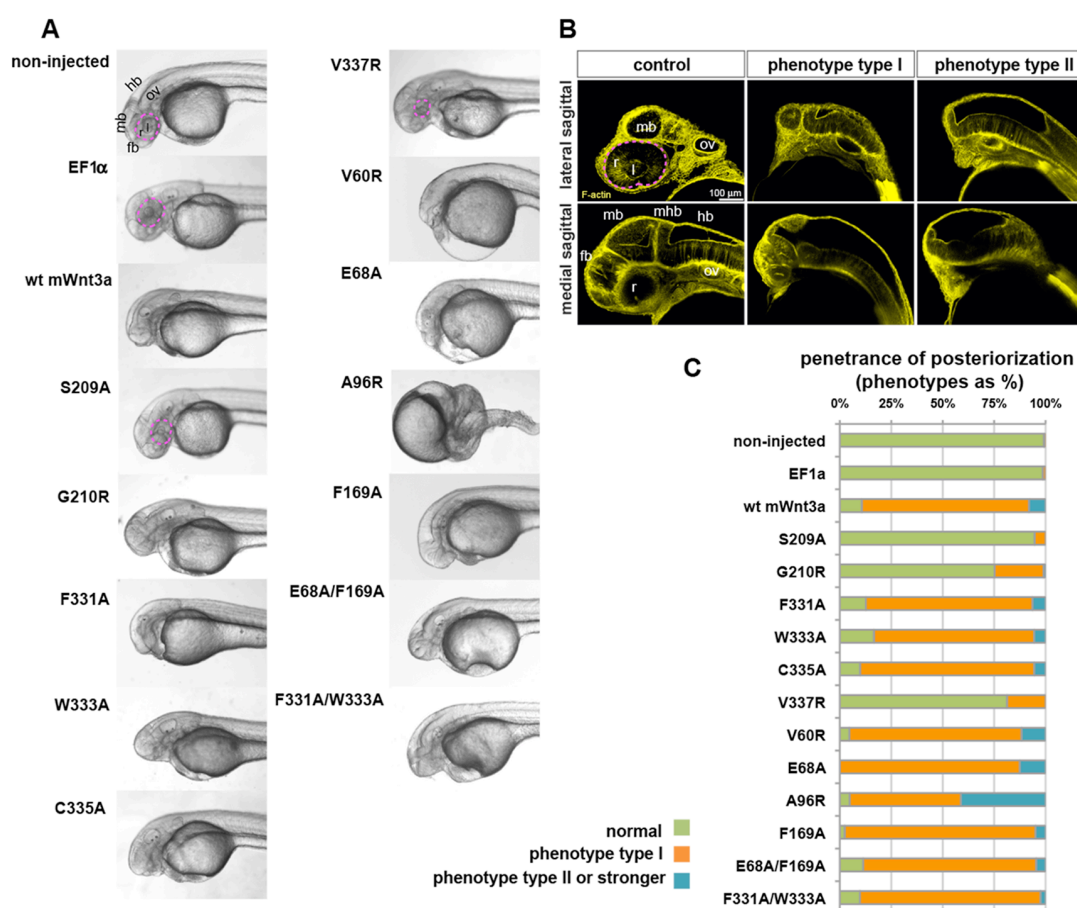 A
non-injected
hb
ov
mb
r
l
fb
EF1α
wt mWnt3a
S209A
G210R
F331A
W333A
C335A
V337R
V60R
E68A
A96R
F169A
E68A/F169A
F331A/W333A
B
control
phenotype type I
phenotype type II
lateral sagittal
mb
ov
r
l
F-actin
100 µm
medial sagittal
mb
mhb
hb
fb
ov
r
C
penetrance of posteriorization
(phenotypes as %)
0%
25%
50%
75%
100%
non-injected
EF1a
wt mWnt3a
S209A
G210R
F331A
W333A
C335A
V337R
V60R
E68A
A96R
F169A
E68A/F169A
F331A/W333A
normal
phenotype type I
phenotype type II or stronger